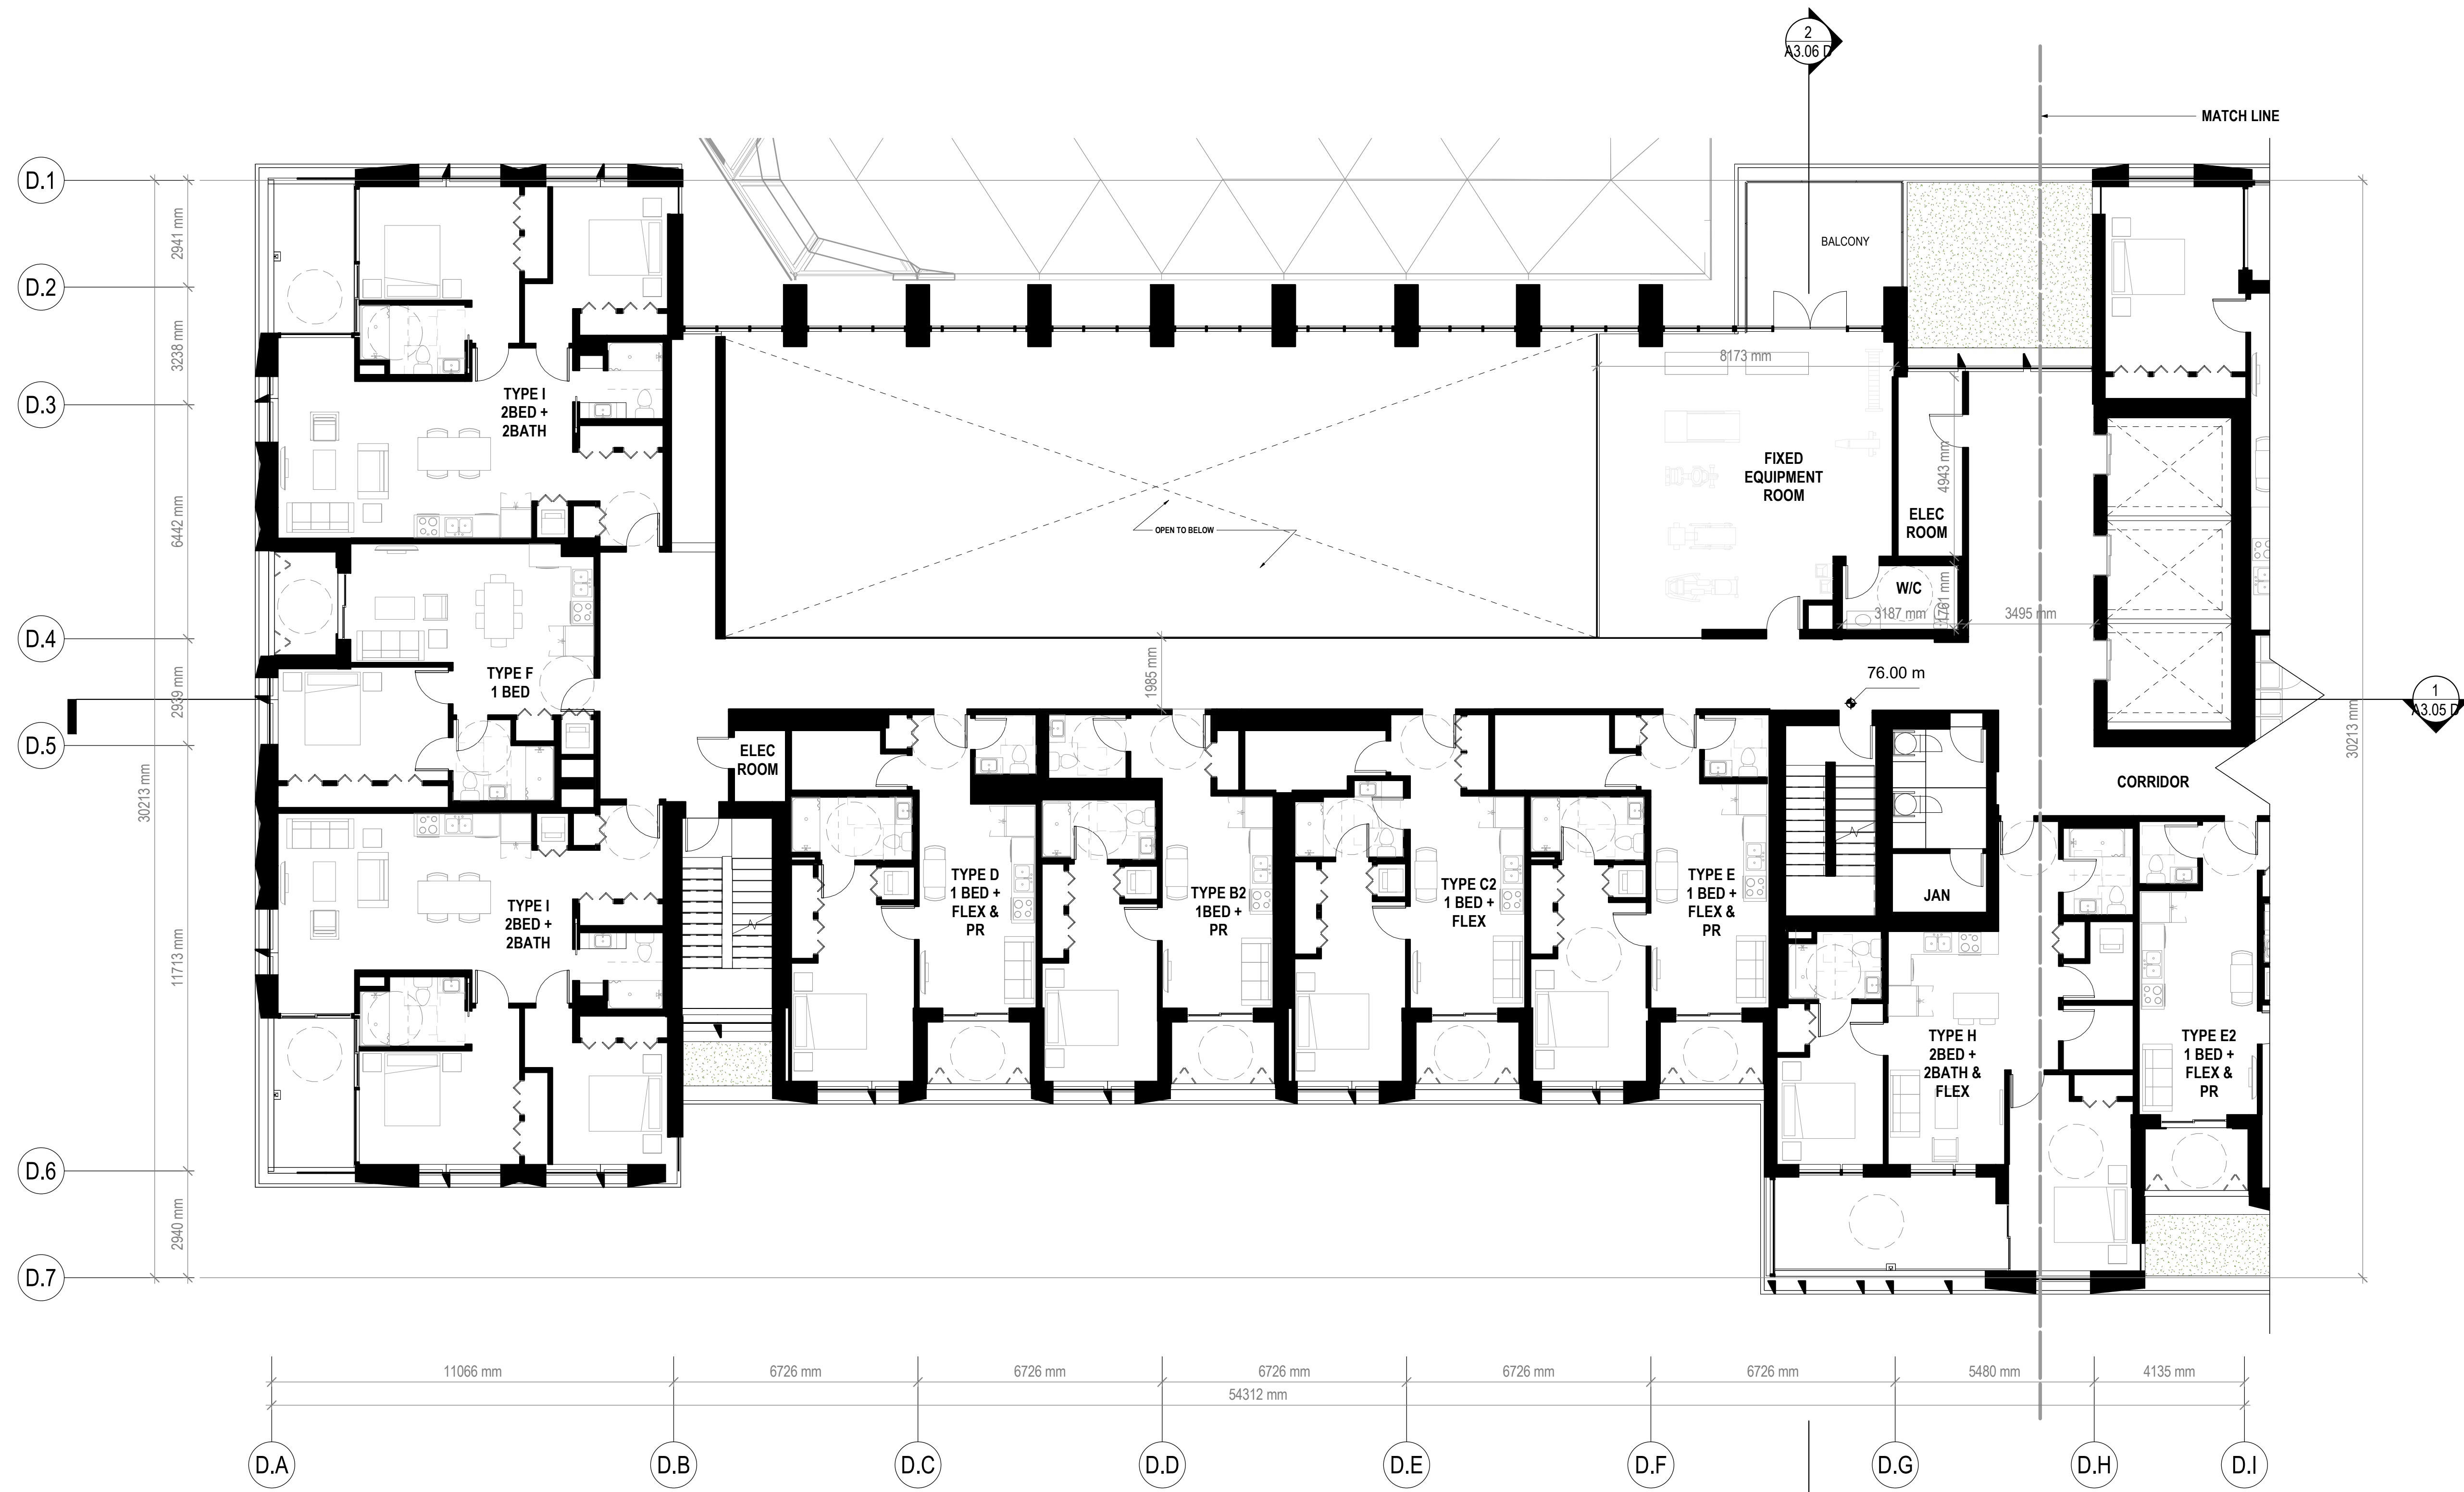 2
A3.06 D
MATCH LINE
D.1
D.2
D.3
D.4
D.5
D.6
D.7
2941 mm
3238 mm
6442 mm
2939 mm
11713 mm
2940 mm
30213 mm
30213 mm
BALCONY
8173 mm
TYPE I
2BED +
2BATH
FIXED
EQUIPMENT
ROOM
4943 mm
ELEC
ROOM
OPEN TO BELOW
W/C
3187 mm
1761 mm
3495 mm
TYPE F
1 BED
1985 mm
76.00 m
1
A3.05 D
ELEC
ROOM
CORRIDOR
TYPE I
2BED +
2BATH
TYPE D
1 BED +
FLEX &
PR
TYPE B2
1BED +
PR
TYPE C2
1 BED +
FLEX
TYPE E
1 BED +
FLEX &
PR
JAN
TYPE H
2BED +
2BATH &
FLEX
TYPE E2
1 BED +
FLEX &
PR
11066 mm
6726 mm
6726 mm
6726 mm
6726 mm
6726 mm
5480 mm
4135 mm
54312 mm
D.A
D.B
D.C
D.D
D.E
D.F
D.G
D.H
D.I